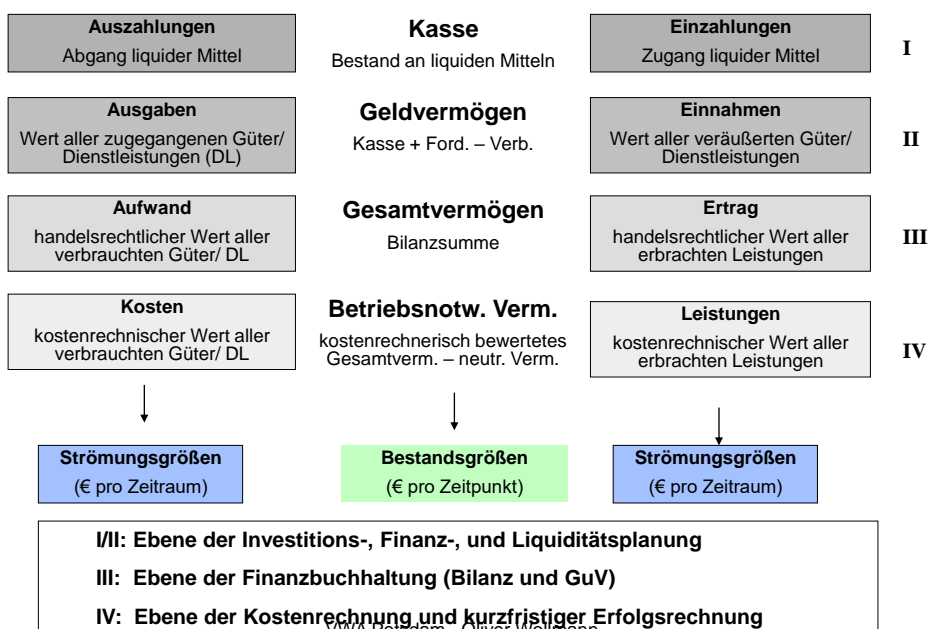 Auszahlungen
Abgang liquider Mittel
Kasse
Bestand an liquiden Mitteln
Einzahlungen
Zugang liquider Mittel
I
Ausgaben
Wert aller zugegangenen Güter/
Dienstleistungen (DL)
Geldvermögen
Kasse + Ford. – Verb.
Einnahmen
Wert aller veräußerten Güter/
Dienstleistungen
II
Aufwand
handelsrechtlicher Wert aller
verbrauchten Güter/ DL
Gesamtvermögen
Bilanzsumme
Ertrag
handelsrechtlicher Wert aller
erbrachten Leistungen
III
Kosten
kostenrechnischer Wert aller
verbrauchten Güter/ DL
Betriebsnotw. Verm.
kostenrechnerisch bewertetes
Gesamtverm. – neutr. Verm.
Leistungen
kostenrechnischer Wert aller
erbrachten Leistungen
IV
Strömungsgrößen
(€ pro Zeitraum)
Bestandsgrößen
(€ pro Zeitpunkt)
Strömungsgrößen
(€ pro Zeitraum)
I/II: Ebene der Investitions-, Finanz-, und Liquiditätsplanung
III: Ebene der Finanzbuchhaltung (Bilanz und GuV)
IV: Ebene der Kostenrechnung und kurzfristiger Erfolgsrechnung
VWA Potsdam - Oliver Wellmann